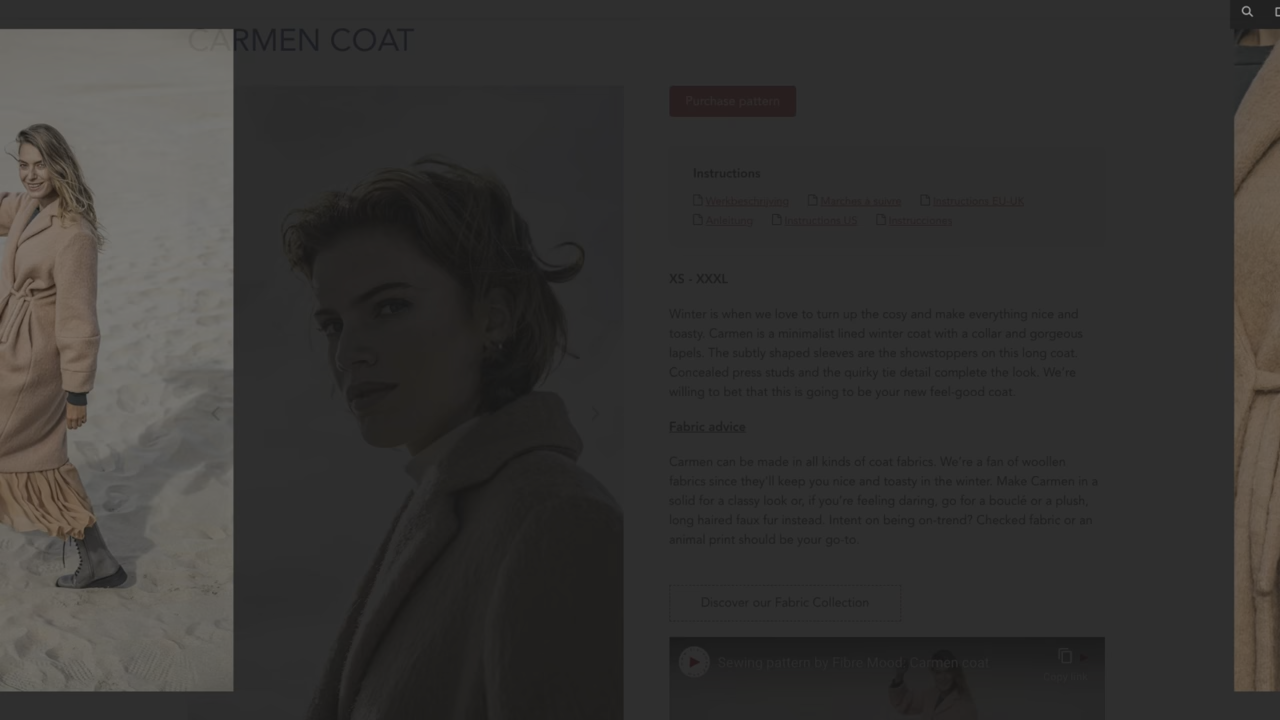 CARMEN COAT
Purchase pattern
Instructions
Werkbeschrijving Marches à suivre Instructions EU-UK
Anleitung Instructions US Instrucciones
XS - XXXL
Winter is when we love to turn up the cosy and make everything nice and
toasty. Carmen is a minimalist lined winter coat with a collar and gorgeous
lapels. The subtly shaped sleeves are the showstoppers on this long coat.
Concealed press studs and the quirky tie detail complete the look. We're
willing to bet that this is going to be your new feel-good coat.
Fabric advice
Carmen can be made in all kinds of coat fabrics. We're a fan of woollen
fabrics since they'll keep you nice and toasty in the winter. Make Carmen in a
solid for a classy look or, if you're feeling daring, go for a boucle or a plush,
long haired faux fur instead. Intent on being on-trend? Checked fabric or an
animal print should be your go-to.
Discover our Fabric Collection
Sewing pattern by Fibre Mood: Carmen coat
Copy link